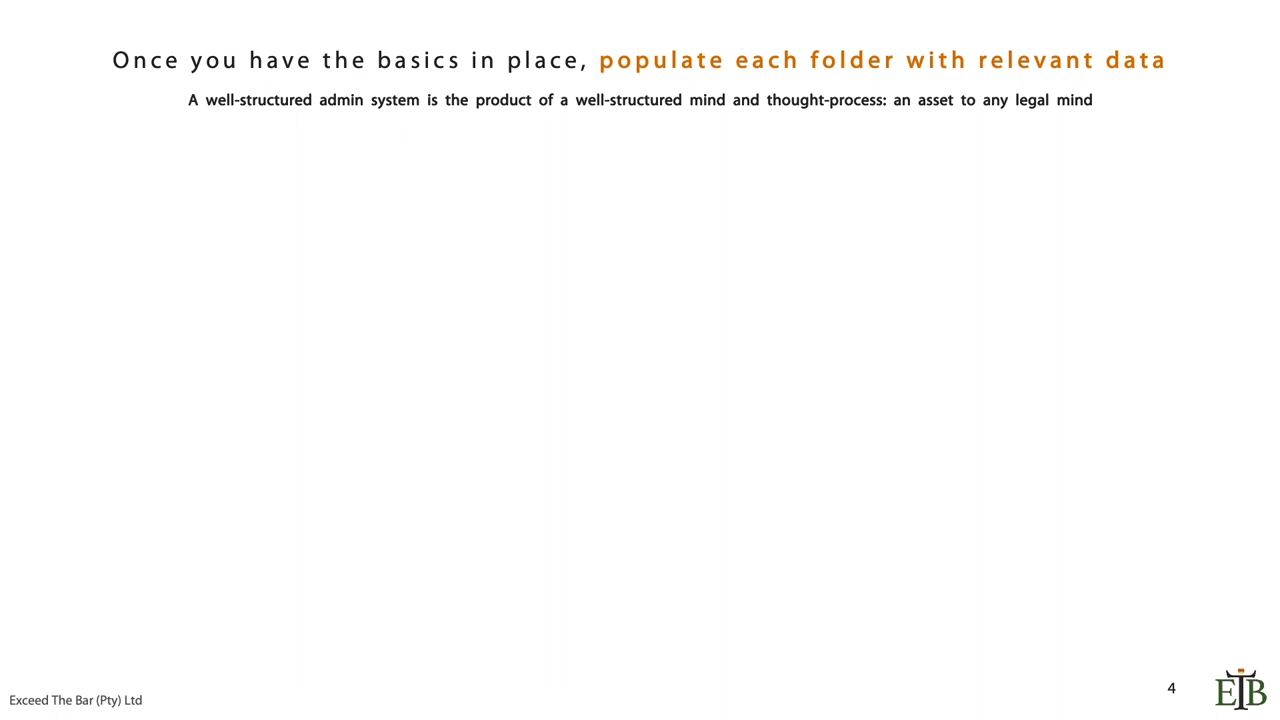 Once you have the basics in place, populate each folder with relevant data
A well-structured admin system is the product of a well-structured mind and thought-process: an asset to any legal mind
4
Exceed The Bar (Pty) Ltd
ETB